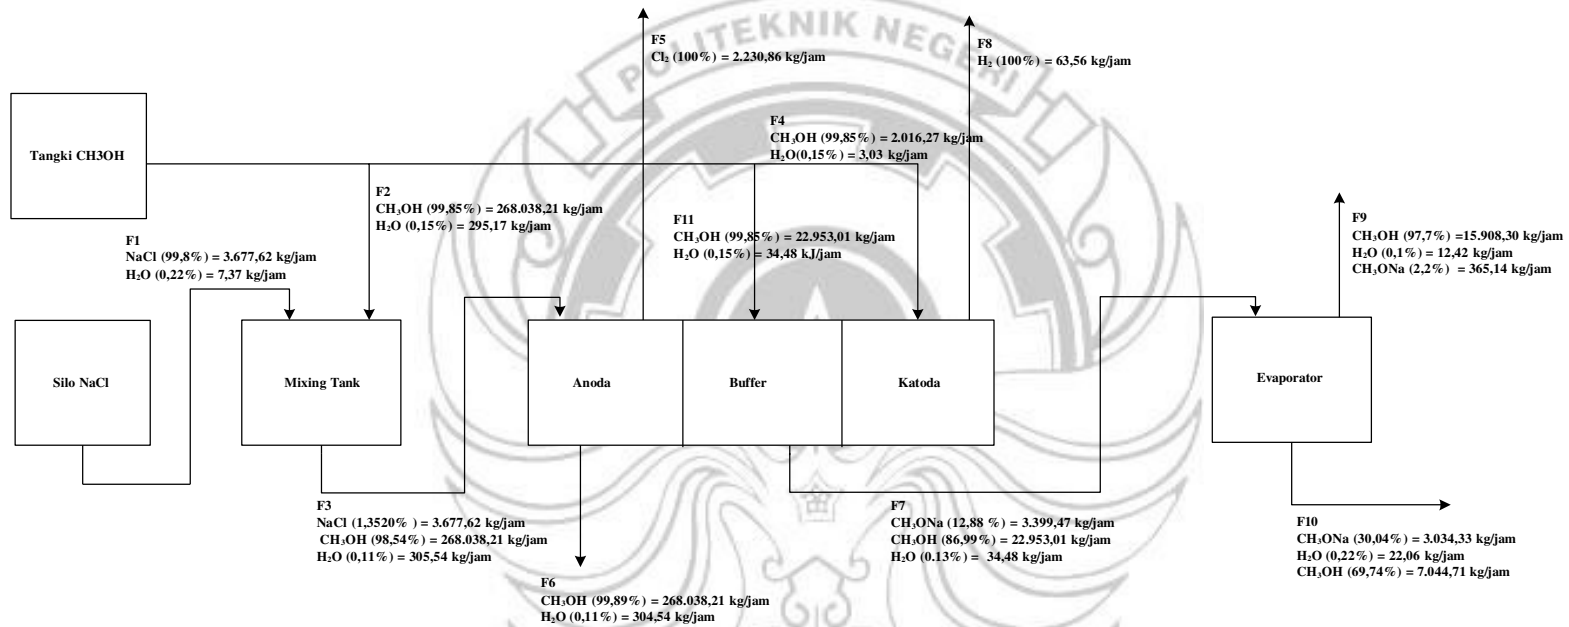 POLITEKNIK NEGERI
F5
Cl₂ (100%) = 2.230,86 kg/jam
F8
H₂ (100%) = 63,56 kg/jam
Tangki CH3OH
F4
CH₃OH (99,85%) = 2.016,27 kg/jam
H₂O(0,15%) = 3,03 kg/jam
F2
CH₃OH (99,85%) = 268.038,21 kg/jam
H₂O (0,15%) = 295,17 kg/jam
F11
CH₃OH (99,85%) = 22.953,01 kg/jam
H₂O (0,15%) = 34,48 kJ/jam
F9
CH₃OH (97,7%) =15.908,30 kg/jam
H₂O (0,1%) = 12,42 kg/jam
CH₃ONa (2,2%) = 365,14 kg/jam
F1
NaCl (99,8%) = 3.677,62 kg/jam
H₂O (0,22%) = 7,37 kg/jam
Silo NaCl
Mixing Tank
Anoda
Buffer
Katoda
Evaporator
F3
NaCl (1,3520% ) = 3.677,62 kg/jam
CH₃OH (98,54%) = 268.038,21 kg/jam
H₂O (0,11%) = 305,54 kg/jam
F7
CH₃ONa (12,88 %) = 3.399,47 kg/jam
CH₃OH (86,99%) = 22.953,01 kg/jam
H₂O (0.13%) = 34,48 kg/jam
F10
CH₃ONa (30,04%) = 3.034,33 kg/jam
H₂O (0,22%) = 22,06 kg/jam
CH₃OH (69,74%) = 7.044,71 kg/jam
F6
CH₃OH (99,89%) = 268.038,21 kg/jam
H₂O (0,11%) = 304,54 kg/jam